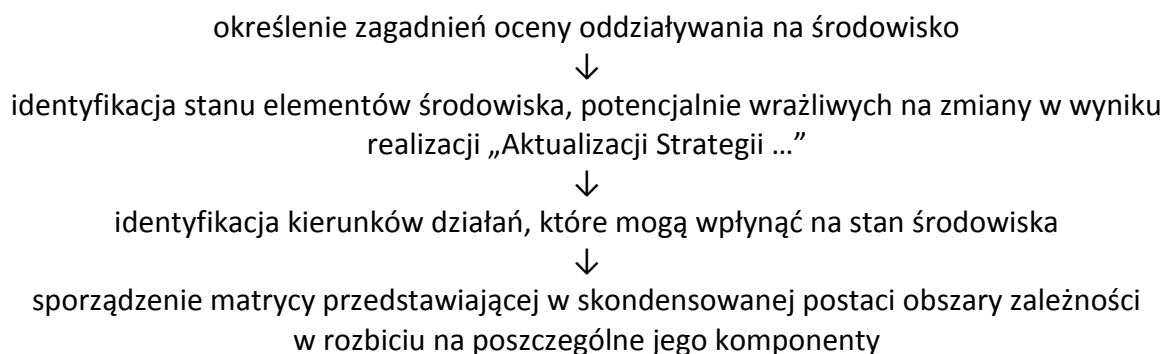 określenie zagadnień oceny oddziaływania na środowisko
↓
identyfikacja stanu elementów środowiska, potencjalnie wrażliwych na zmiany w wyniku
realizacji „Aktualizacji Strategii …”
↓
identyfikacja kierunków działań, które mogą wpłynąć na stan środowiska
↓
sporządzenie matrycy przedstawiającej w skondensowanej postaci obszary zależności
w rozbiciu na poszczególne jego komponenty